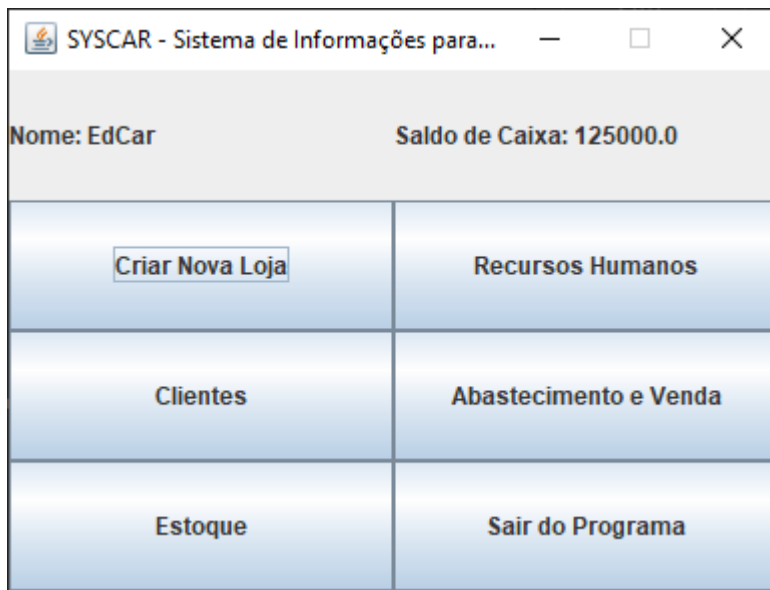 SYSCAR - Sistema de Informações para...
Nome: EdCar
Saldo de Caixa: 125000.0
Criar Nova Loja
Recursos Humanos
Clientes
Abastecimento e Venda
Estoque
Sair do Programa